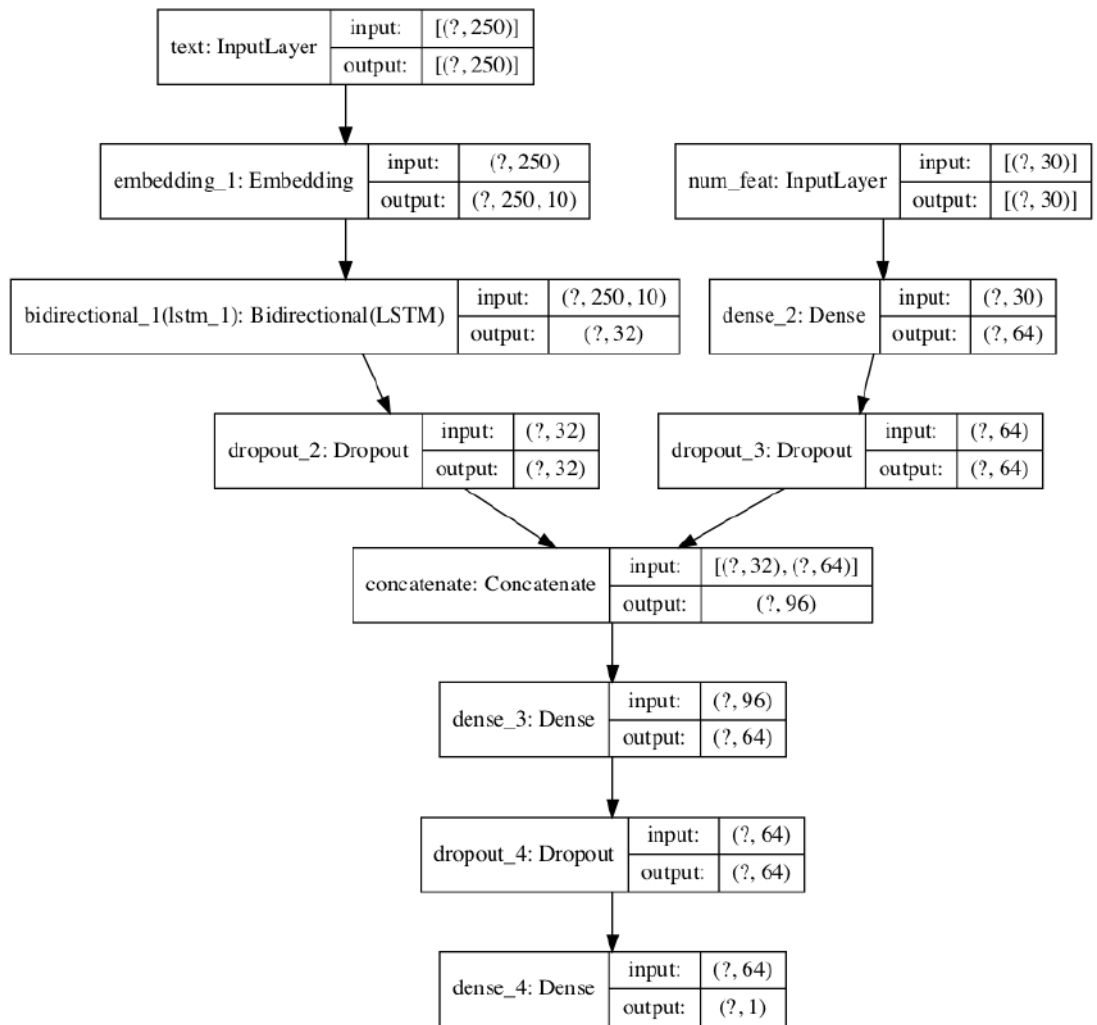 text: InputLayer
input: [(?, 250)]
output: [(?, 250)]
embedding_1: Embedding
input: (?, 250)
output: (?, 250, 10)
num_feat: InputLayer
input: [(?, 30)]
output: [(?, 30)]
bidirectional_1(lstm_1): Bidirectional(LSTM)
input: (?, 250, 10)
output: (?, 32)
dense_2: Dense
input: (?, 30)
output: (?, 64)
dropout_2: Dropout
input: (?, 32)
output: (?, 32)
dropout_3: Dropout
input: (?, 64)
output: (?, 64)
concatenate: Concatenate
input: [(?, 32), (?, 64)]
output: (?, 96)
dense_3: Dense
input: (?, 96)
output: (?, 64)
dropout_4: Dropout
input: (?, 64)
output: (?, 64)
dense_4: Dense
input: (?, 64)
output: (?, 1)